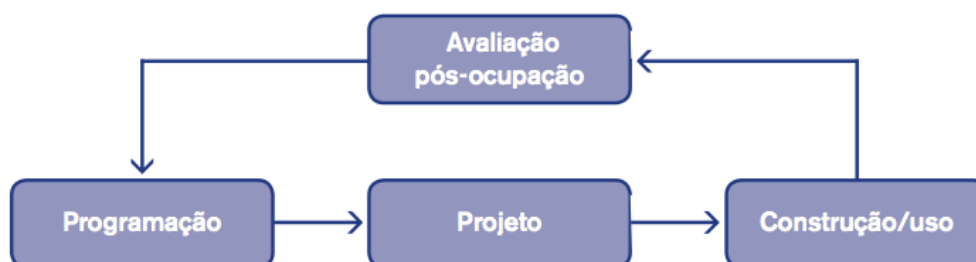 Avaliação
pós-ocupação
Programação
Projeto
Construção/uso